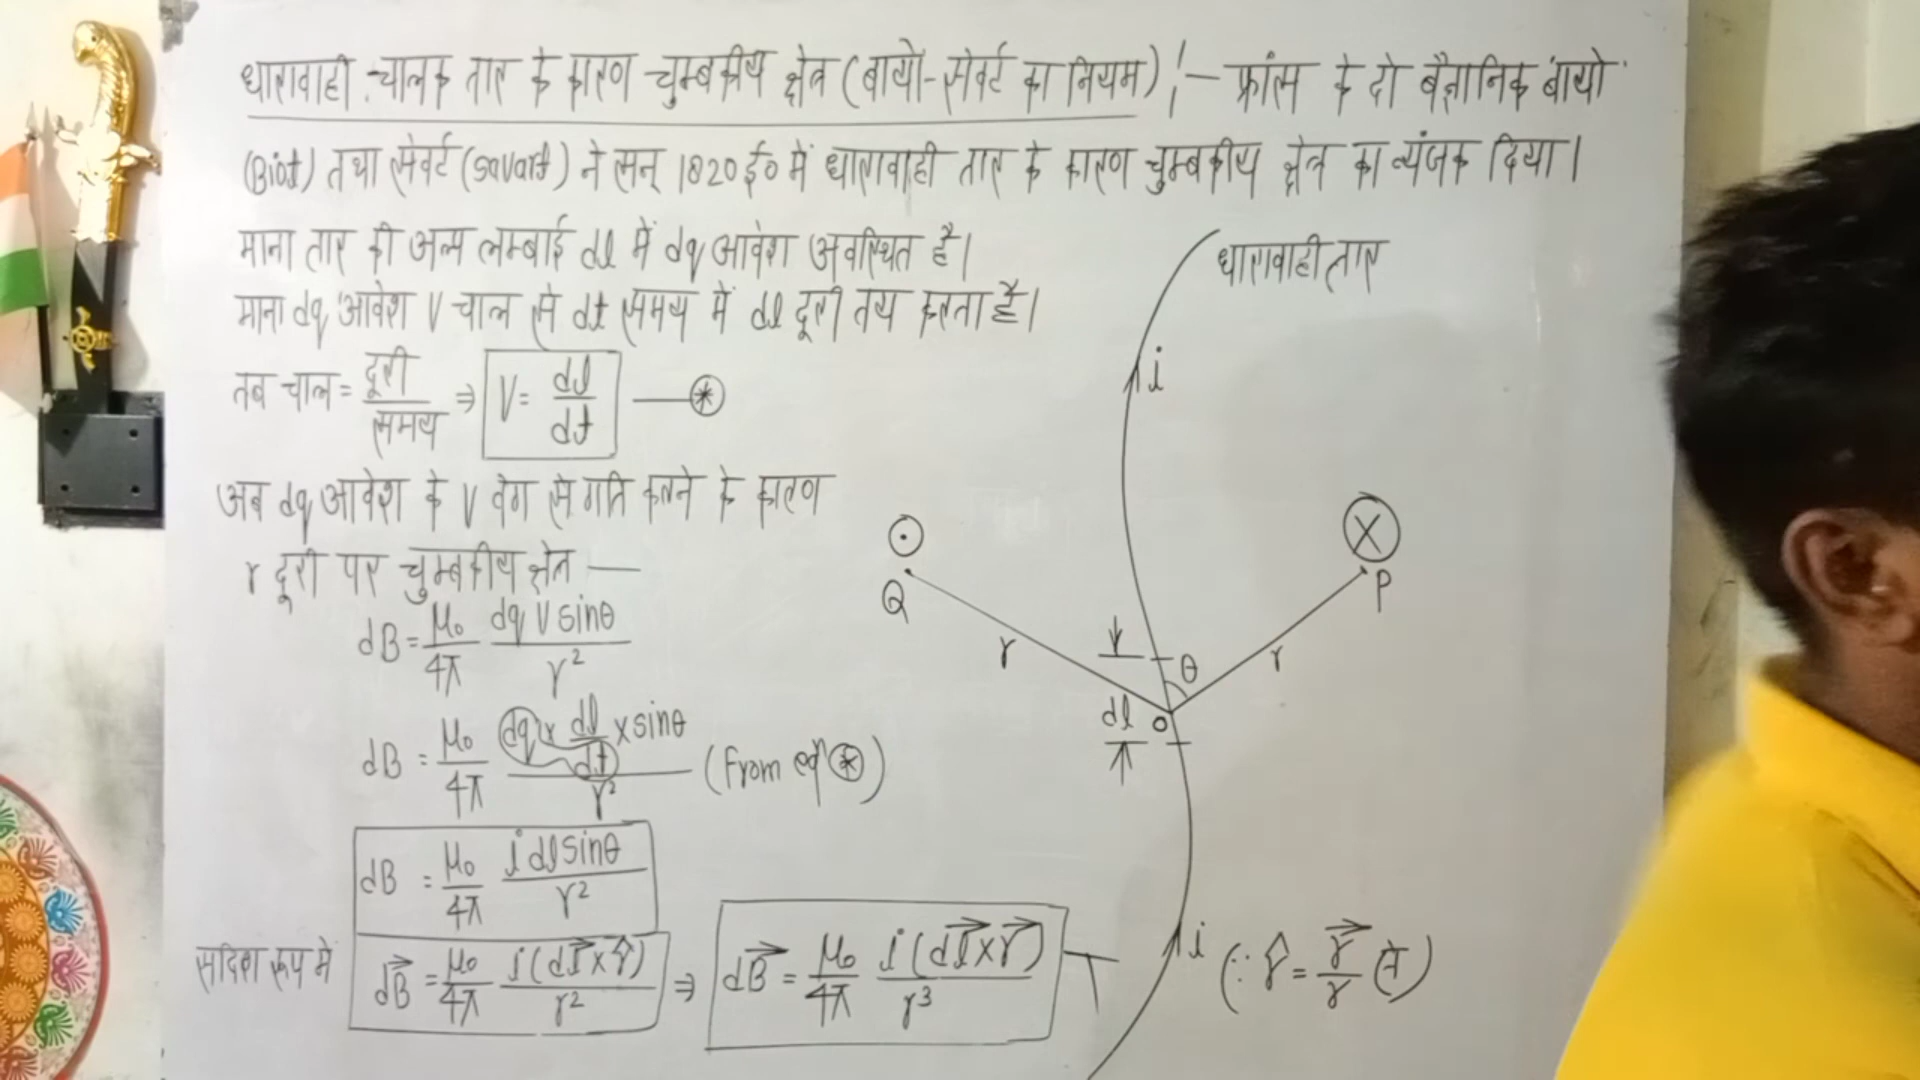 धारावाही चालक तार के कारण चुम्बकीय क्षेत्र (बायो-सेवर्ट का नियम) :- फ्रांस के दो वैज्ञानिक बायो
(Biot) तथा सेवर्ट (Savart) ने सन् 1820 ई० में धारावाही तार के कारण चुम्बकीय क्षेत्र का व्यंजक दिया।
माना तार की अल्प लम्बाई dl में dq आवेश अवस्थित है।
माना dq आवेश V चाल से dt समय में dl दूरी तय करता है।
तब चाल = दूरी/समय ⇒ V = dl/dt —(*)
अब dq आवेश के V वेग से गति करने के कारण
r दूरी पर चुम्बकीय क्षेत्र —
dB = μ₀/4π dq V sinθ/r²
dB = μ₀/4π dq × dl/dt × sinθ/r² (From eqn (*))
dB = μ₀/4π i dl sinθ/r²
सदिश रूप में dB⃗ = μ₀/4π i(dl⃗ × r̂)/r² ⇒ dB⃗ = μ₀/4π i(dl⃗ × r⃗)/r³
(∵ r̂ = r⃗/r से)
धारावाही तार
i
⊙
Q
⊗
P
r
θ
r
dl
o
i